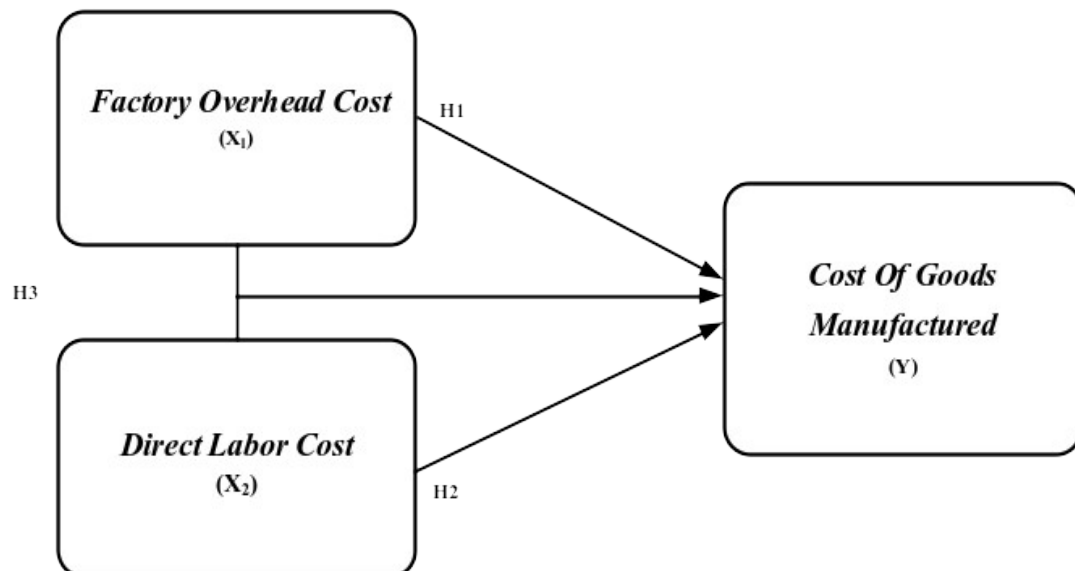 Factory Overhead Cost
(X₁)
H1
Cost Of Goods
Manufactured
(Y)
H3
Direct Labor Cost
(X₂)
H2